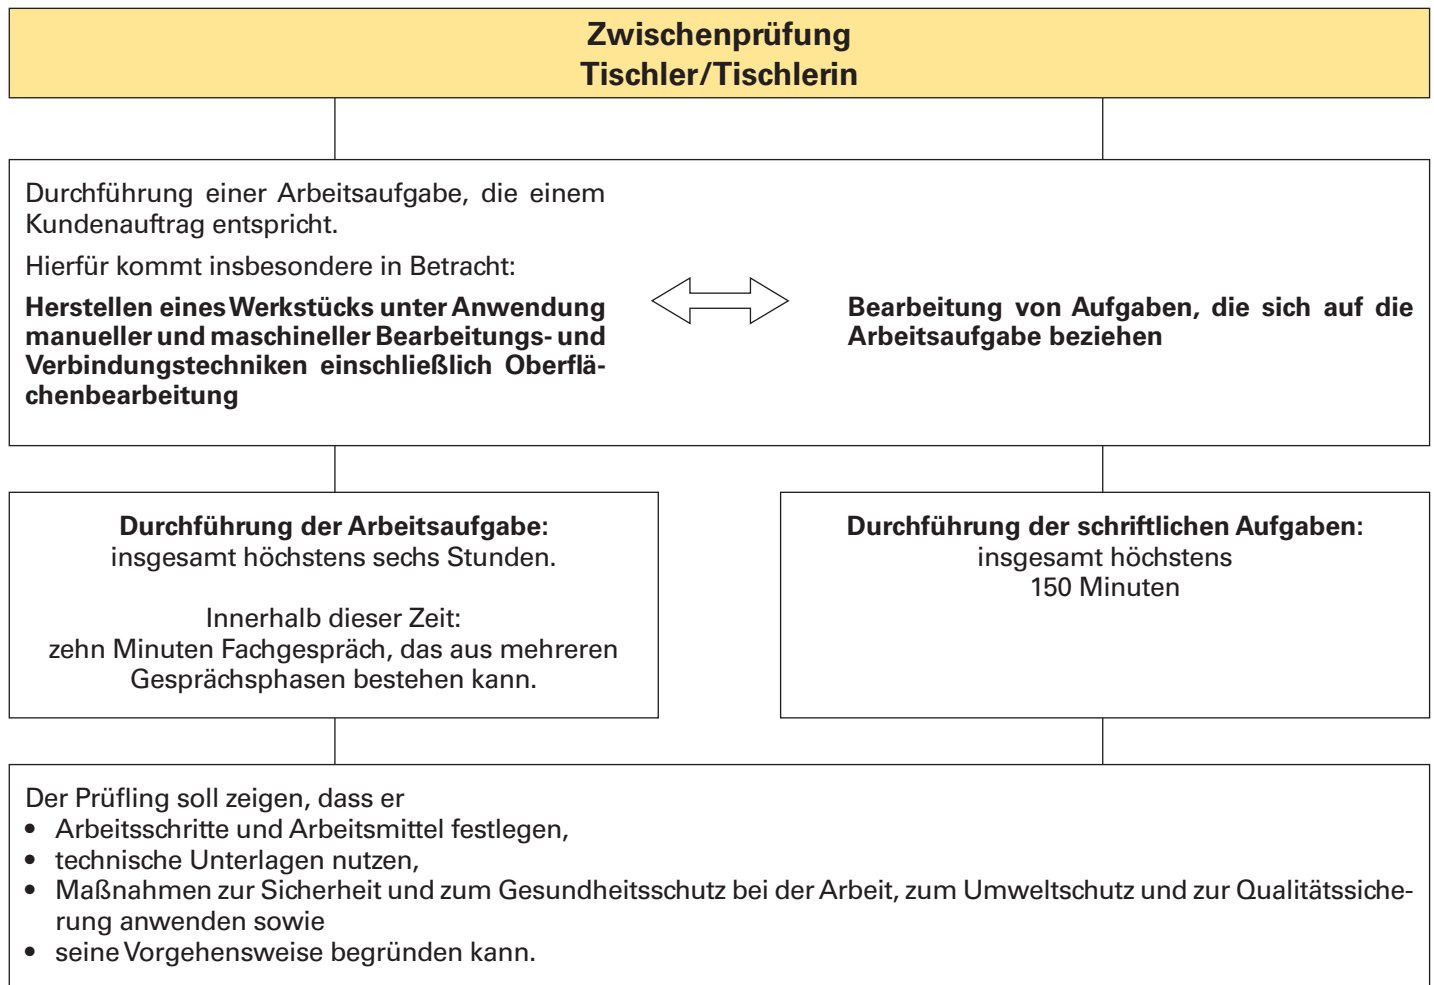 Zwischenprüfung
Tischler/Tischlerin
Durchführung einer Arbeitsaufgabe, die einem
Kundenauftrag entspricht.
Hierfür kommt insbesondere in Betracht:
Herstellen eines Werkstücks unter Anwendung
manueller und maschineller Bearbeitungs- und
Verbindungstechniken einschließlich Oberflä-
chenbearbeitung
Bearbeitung von Aufgaben, die sich auf die
Arbeitsaufgabe beziehen
Durchführung der Arbeitsaufgabe:
insgesamt höchstens sechs Stunden.
Innerhalb dieser Zeit:
zehn Minuten Fachgespräch, das aus mehreren
Gesprächsphasen bestehen kann.
Durchführung der schriftlichen Aufgaben:
insgesamt höchstens
150 Minuten
Der Prüfling soll zeigen, dass er
• Arbeitsschritte und Arbeitsmittel festlegen,
• technische Unterlagen nutzen,
• Maßnahmen zur Sicherheit und zum Gesundheitsschutz bei der Arbeit, zum Umweltschutz und zur Qualitätssiche-
rung anwenden sowie
• seine Vorgehensweise begründen kann.